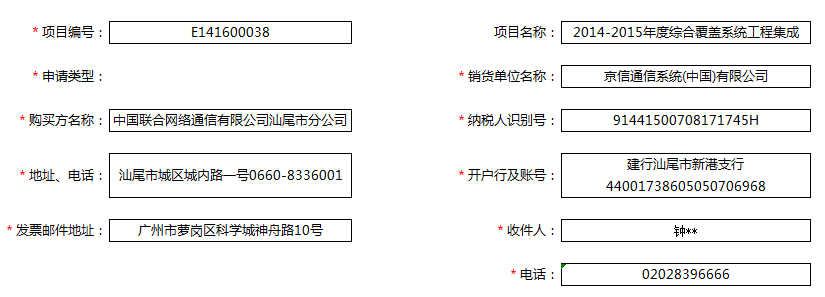 * 项目编号： E141600038 项目名称： 2014-2015年度综合覆盖系统工程集成
* 申请类型： * 销货单位名称： 京信通信系统(中国)有限公司
* 购买方名称： 中国联合网络通信有限公司汕尾市分公司 * 纳税人识别号： 91441500708171745H
* 地址、电话： 汕尾市城区城内路一号0660-8336001 * 开户行及账号： 建行汕尾市新港支行
44001738605050706968
* 发票邮件地址： 广州市萝岗区科学城神舟路10号 * 收件人： 钟**
* 电话： 02028396666